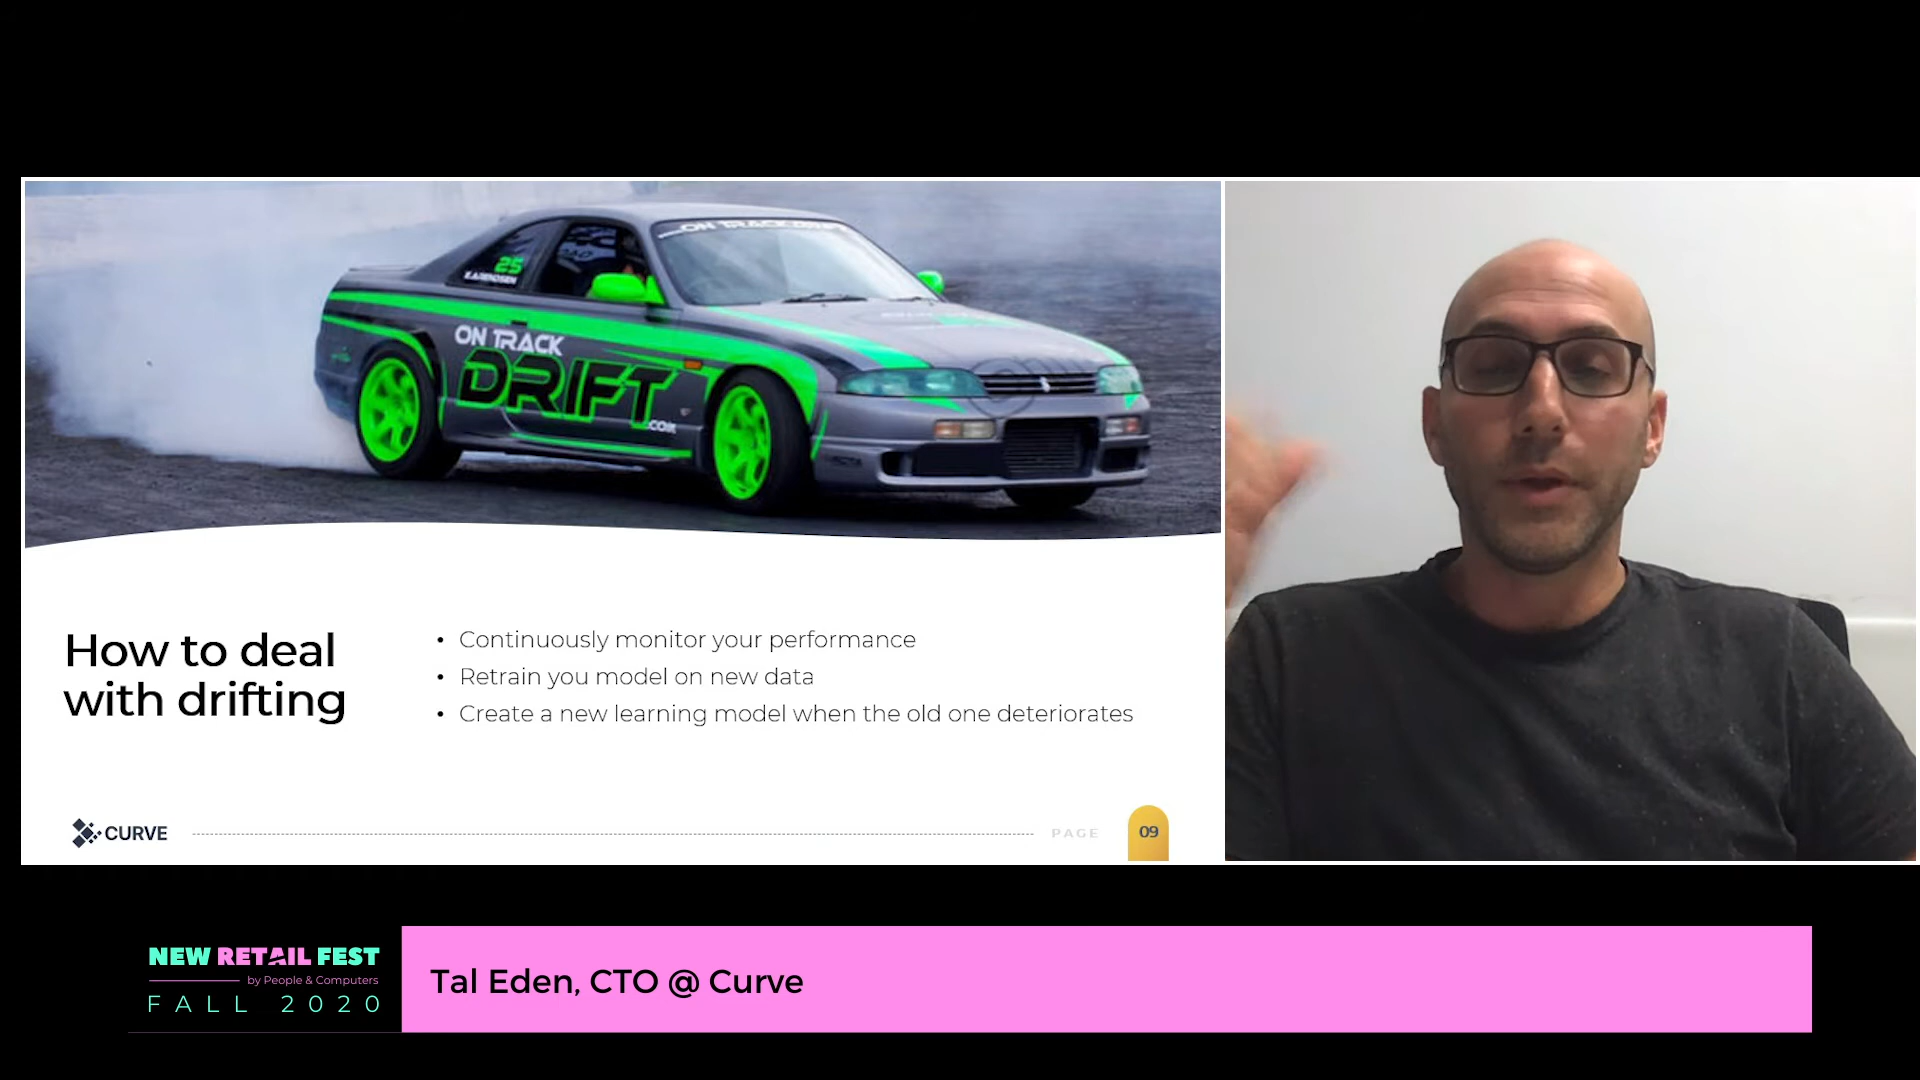 25
ON TRACK
DRIFT
.COM
How to deal
with drifting
• Continuously monitor your performance
• Retrain you model on new data
• Create a new learning model when the old one deteriorates
CURVE
PAGE
09
NEW RETAIL FEST
by People & Computers
FALL 2020
Tal Eden, CTO @ Curve